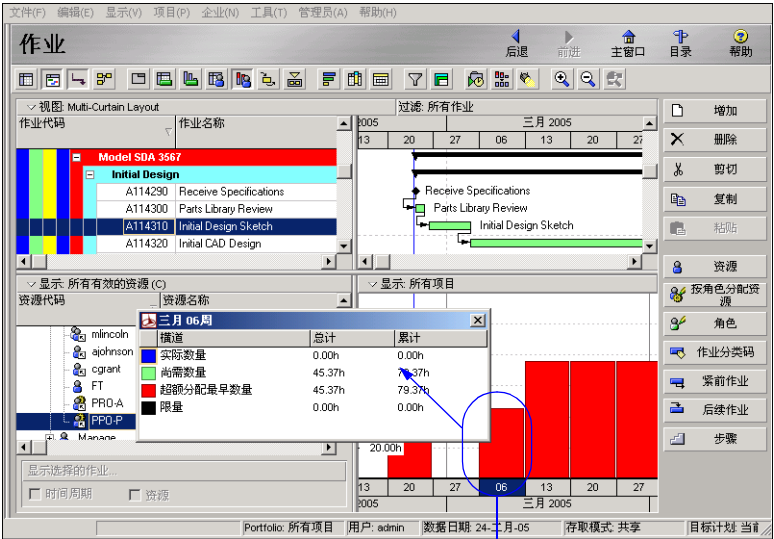 文件(F) 编辑(E) 显示(V) 项目(P) 企业(N) 工具(T) 管理员(A) 帮助(H)
作业
后退 前进 主窗口 目录 帮助
视图: Multi-Curtain Layout 过滤: 所有作业
作业代码 作业名称
2005 三月 2005
13 20 27 06 13 20 27
Model SDA 3567
Initial Design
A114290 Receive Specifications
A114300 Parts Library Review
A114310 Initial Design Sketch
A114320 Initial CAD Design
Receive Specifications
Parts Library Review
Initial Design Sketch
显示: 所有有效的资源 (C) 显示: 所有项目
资源代码 资源名称
mlincoln
ajohnson
cgrant
FT
PRO-A
PPO-P
Manage
三月 06周
横道 总计 累计
实际数量 0.00h 0.00h
尚需数量 45.37h 79.37h
超额分配最早数量 45.37h 79.37h
限量 0.00h 0.00h
20.00h
显示选择的作业...
时间周期 资源
13 20 27 06 13 20 27
2005 三月 2005
增加
删除
剪切
复制
粘贴
资源
按角色分配资源
角色
作业分类码
紧前作业
后续作业
步骤
Portfolio: 所有项目 用户: admin 数据日期: 24-二月-05 存取模式: 共享 目标计划: 当前